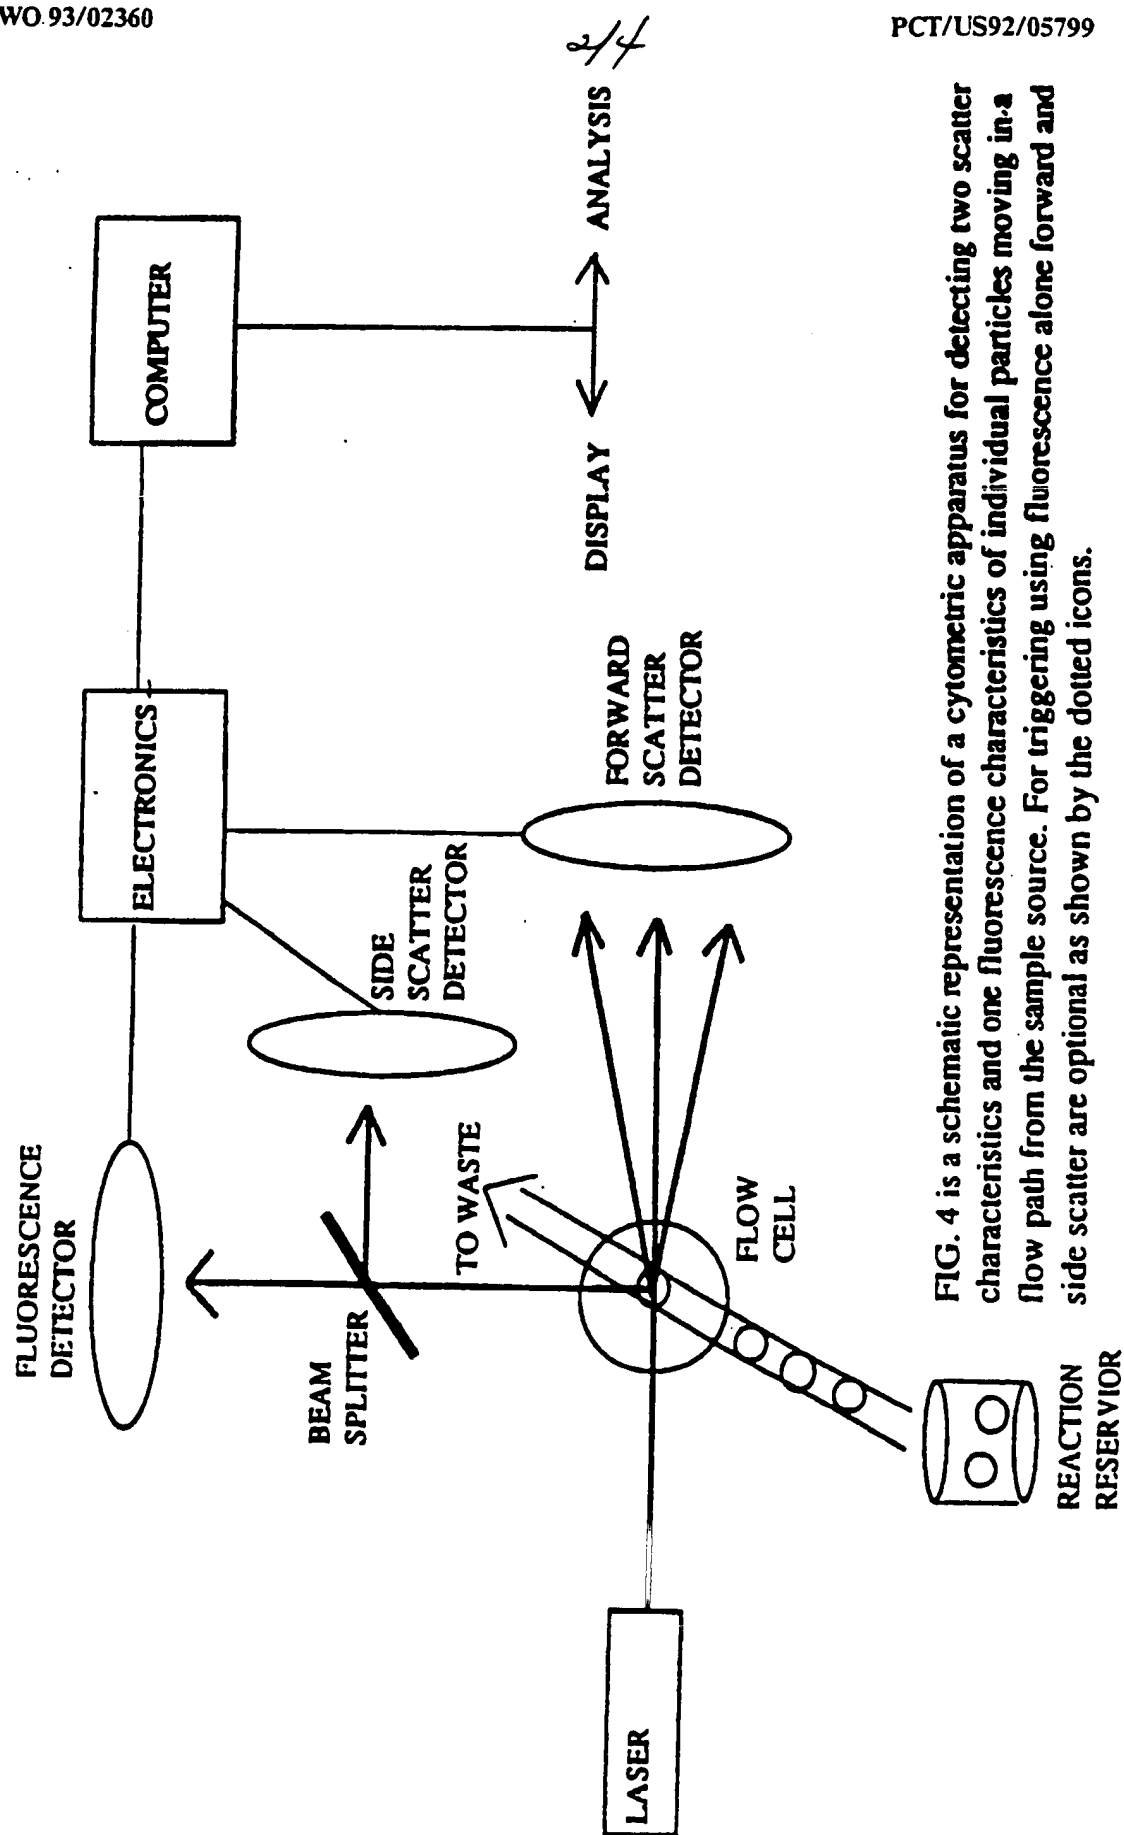 WO 93/02360
PCT/US92/05799
2/4
FLUORESCENCE
DETECTOR
ELECTRONICS
COMPUTER
BEAM
SPLITTER
SIDE
SCATTER
DETECTOR
TO WASTE
FORWARD
SCATTER
DETECTOR
DISPLAY
ANALYSIS
LASER
FLOW
CELL
REACTION
RESERVIOR
FIG. 4 is a schematic representation of a cytometric apparatus for detecting two scatter
characteristics and one fluorescence characteristics of individual particles moving in a
flow path from the sample source. For triggering using fluorescence alone forward and
side scatter are optional as shown by the dotted icons.